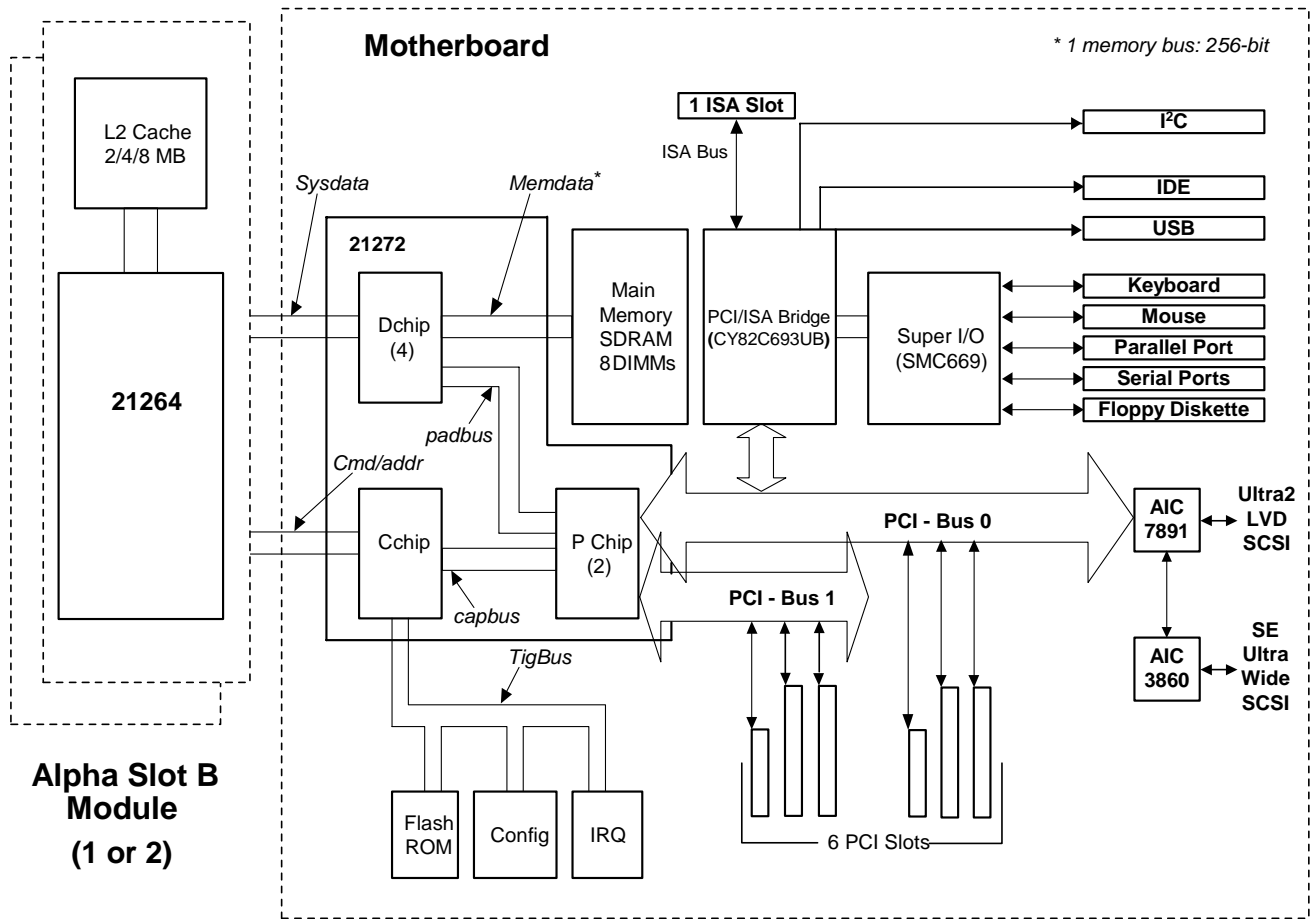 Motherboard
* 1 memory bus: 256-bit
L2 Cache
2/4/8 MB
21264
Alpha Slot B
Module
(1 or 2)
Sysdata
Memdata*
Cmd/addr
21272
Dchip
(4)
padbus
Cchip
P Chip
(2)
capbus
TigBus
Flash
ROM
Config
IRQ
Main
Memory
SDRAM
8DIMMs
1 ISA Slot
ISA Bus
PCI/ISA Bridge
(CY82C693UB)
Super I/O
(SMC669)
I²C
IDE
USB
Keyboard
Mouse
Parallel Port
Serial Ports
Floppy Diskette
PCI - Bus 0
PCI - Bus 1
6 PCI Slots
AIC
7891
Ultra2
LVD
SCSI
AIC
3860
SE
Ultra
Wide
SCSI